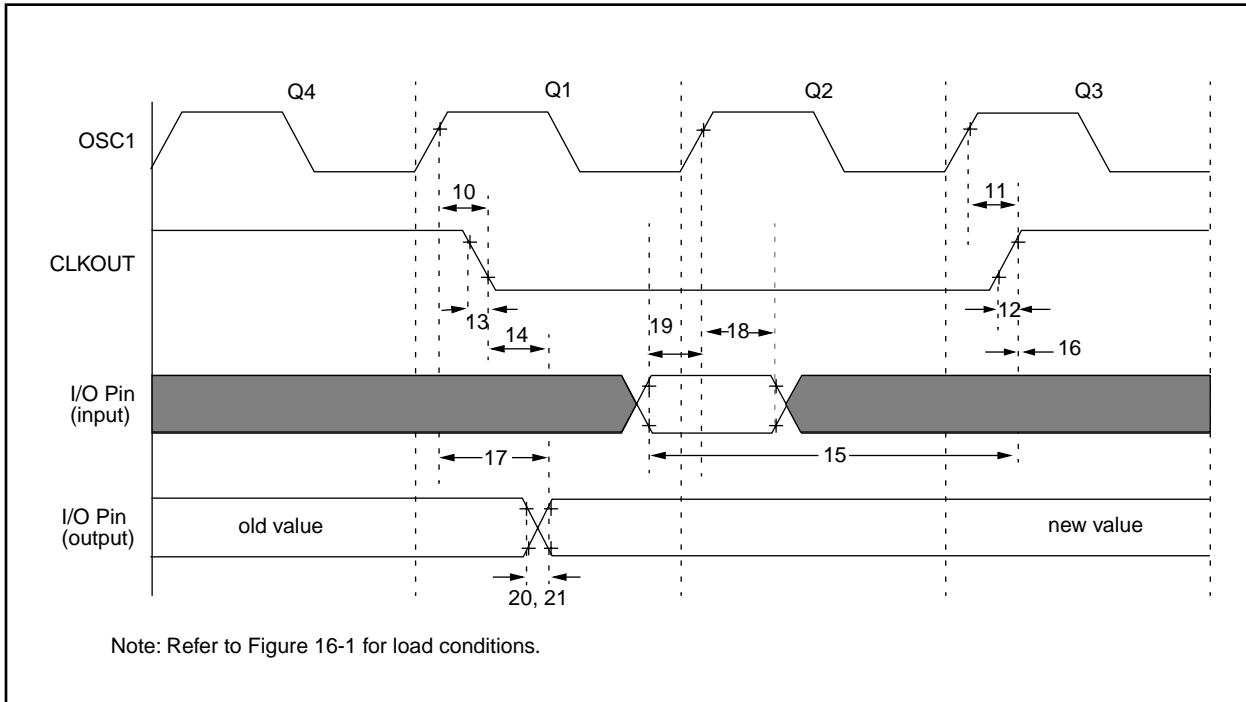 Q4
Q1
Q2
Q3
OSC1
10
11
CLKOUT
13
14
19
18
12
16
I/O Pin
(input)
17
15
I/O Pin
(output)
old value
new value
20, 21
Note: Refer to Figure 16-1 for load conditions.